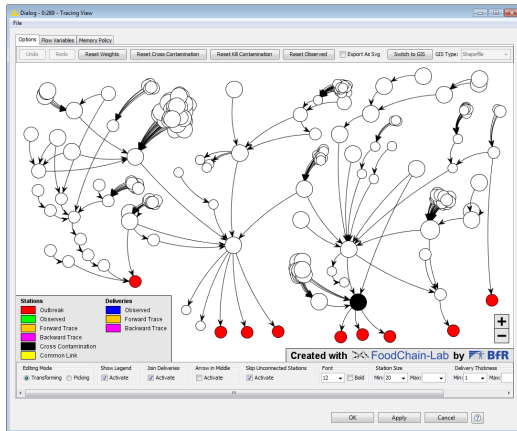 Dialog - 0:289 - Tracing View
File
Options Flow Variables Memory Policy
Undo Redo Reset Weights Reset Cross Contamination Reset Kill Contamination Reset Observed Export As Svg Switch to GIS GIS Type: Shapefile
Stations Deliveries
Outbreak Observed
Observed Forward Trace
Forward Trace Backward Trace
Backward Trace
Cross Contamination
Common Link
+
-
Created with FoodChain-Lab by BfR
Editing Mode Show Legend Join Deliveries Arrow in Middle Skip Unconnected Stations Font Station Size Delivery Thickness
Transforming Picking Activate Activate Activate Activate 12 Bold Min: 20 Max: Min: 1 Max:
OK Apply Cancel ?